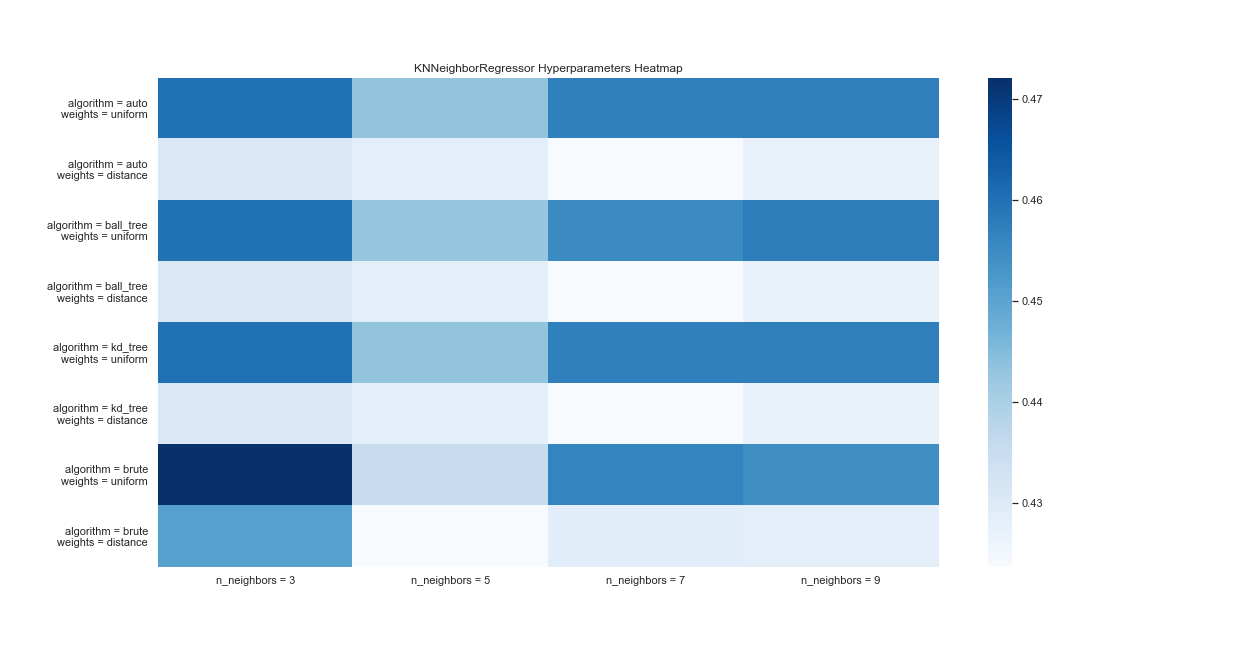 KNNeighborRegressor Hyperparameters Heatmap
algorithm = auto
weights = uniform
algorithm = auto
weights = distance
algorithm = ball_tree
weights = uniform
algorithm = ball_tree
weights = distance
algorithm = kd_tree
weights = uniform
algorithm = kd_tree
weights = distance
algorithm = brute
weights = uniform
algorithm = brute
weights = distance
n_neighbors = 3
n_neighbors = 5
n_neighbors = 7
n_neighbors = 9
0.47
0.46
0.45
0.44
0.43